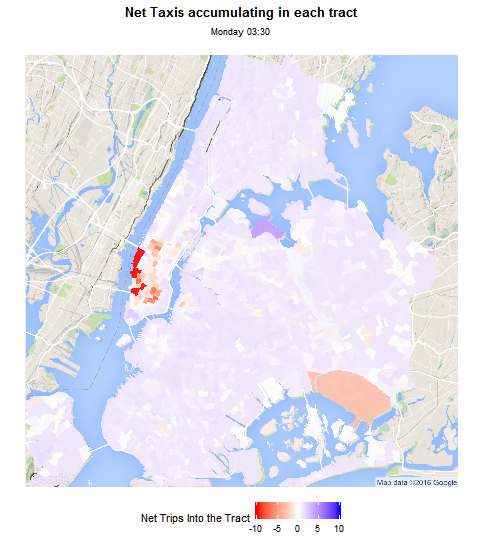 Net Taxis accumulating in each tract
Monday 03:30
Map data ©2016 Google
Net Trips Into the Tract
-10 -5 0 5 10